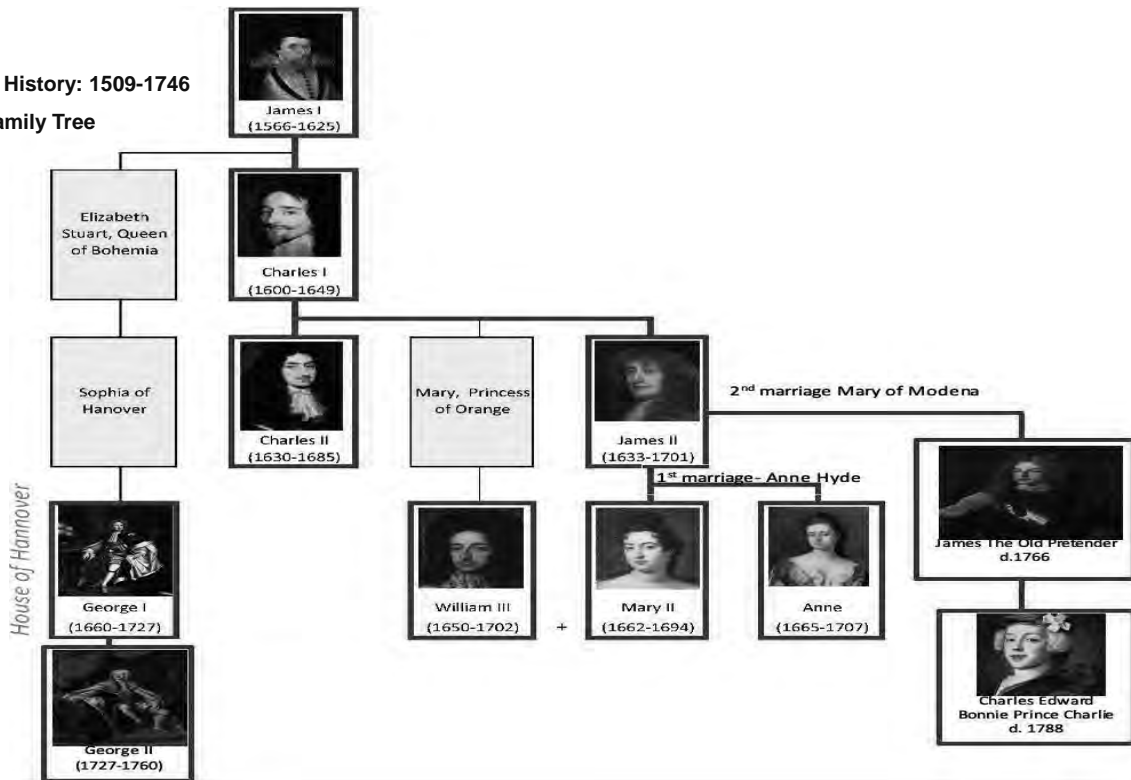 History: 1509-1746
amily Tree
James I
(1566-1625)
Elizabeth
Stuart, Queen
of Bohemia
Charles I
(1600-1649)
Sophia of
Hanover
Charles II
(1630-1685)
Mary, Princess
of Orange
James II
(1633-1701)
2nd marriage Mary of Modena
1st marriage- Anne Hyde
James The Old Pretender
d.1766
House of Hannover
George I
(1660-1727)
William III
(1650-1702)
+
Mary II
(1662-1694)
Anne
(1665-1707)
Charles Edward
Bonnie Prince Charlie
d. 1788
George II
(1727-1760)